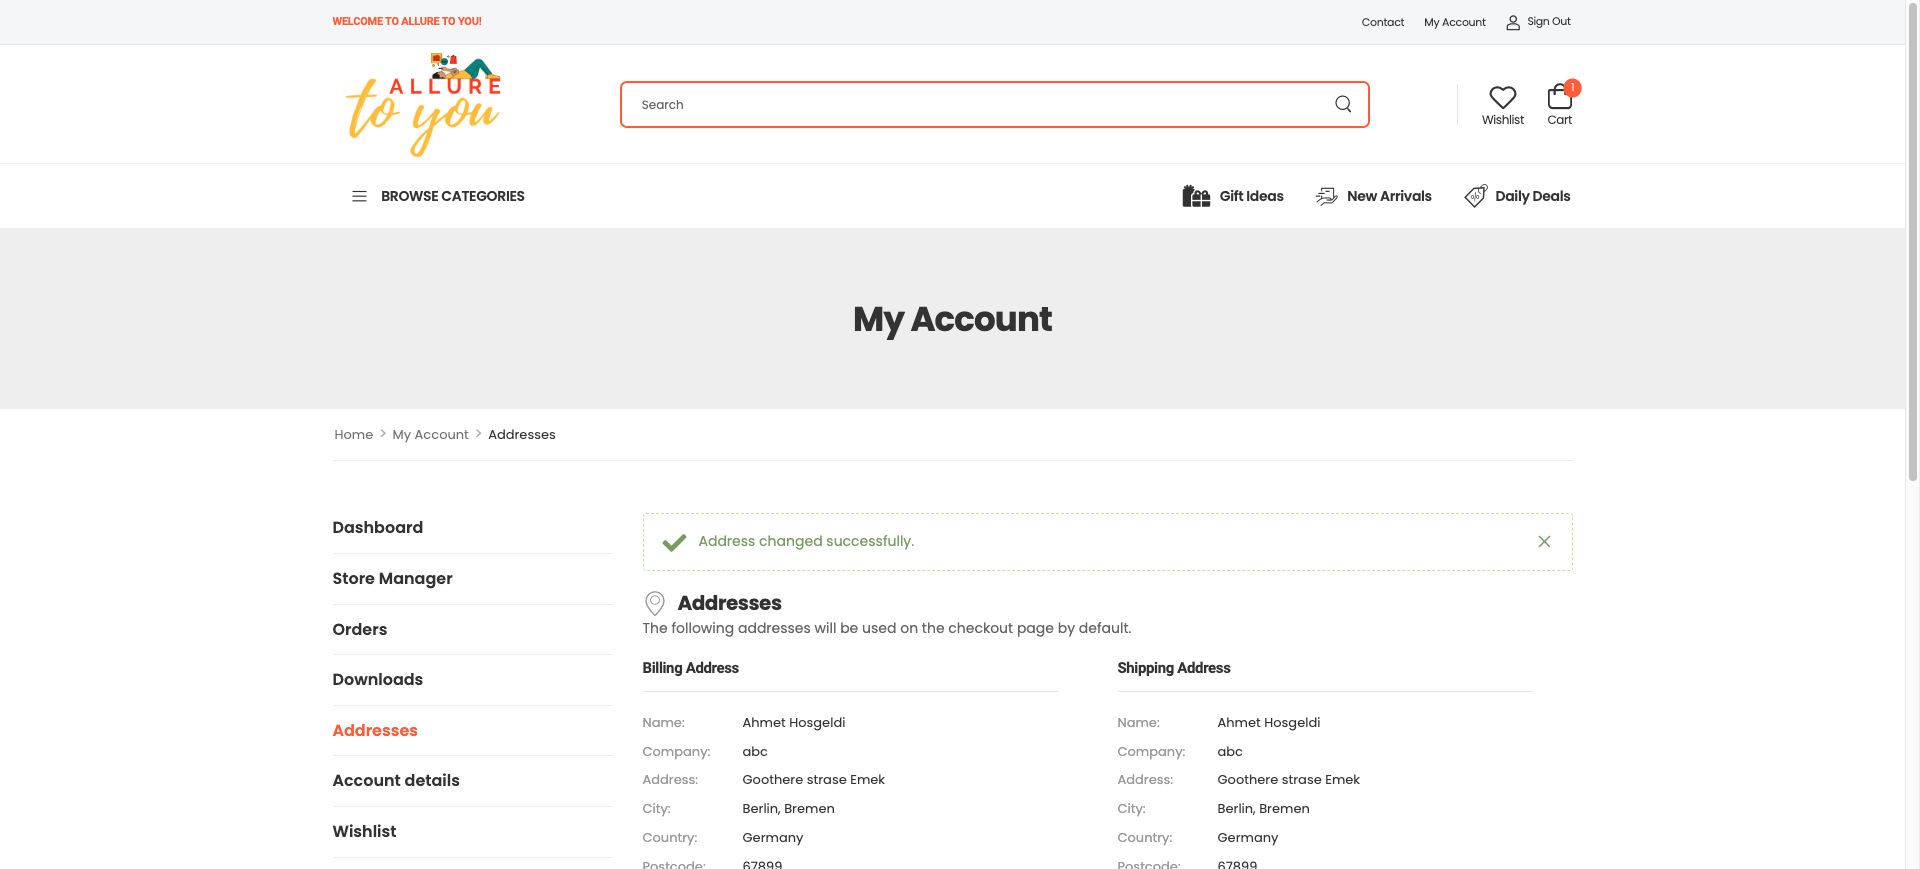 WELCOME TO ALLURE TO YOU!
Contact My Account Sign Out
ALLURE
to you
Search
1
Wishlist Cart
BROWSE CATEGORIES
Gift Ideas New Arrivals Daily Deals
My Account
Home > My Account > Addresses
Dashboard
Store Manager
Orders
Downloads
Addresses
Account details
Wishlist
Address changed successfully.
Addresses
The following addresses will be used on the checkout page by default.
Billing Address
Name: Ahmet Hosgeldi
Company: abc
Address: Goothere strase Emek
City: Berlin, Bremen
Country: Germany
Postcode: 67899
Shipping Address
Name: Ahmet Hosgeldi
Company: abc
Address: Goothere strase Emek
City: Berlin, Bremen
Country: Germany
Postcode: 67899